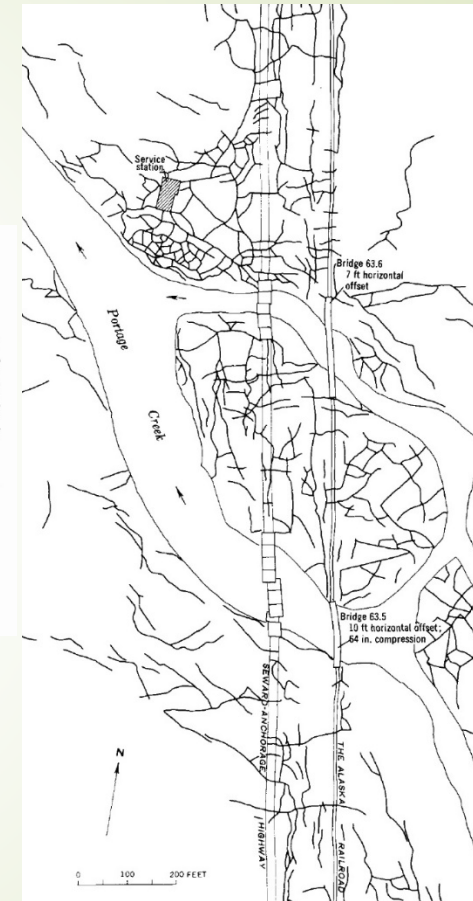 Service
station
Bridge 63.6
7 ft horizontal
offset
Portage
Creek
Bridge 63.5
10 ft horizontal offset;
64 in. compression
SEWARD-ANCHORAGE
HIGHWAY
THE ALASKA
RAILROAD
N
0 100 200 FEET